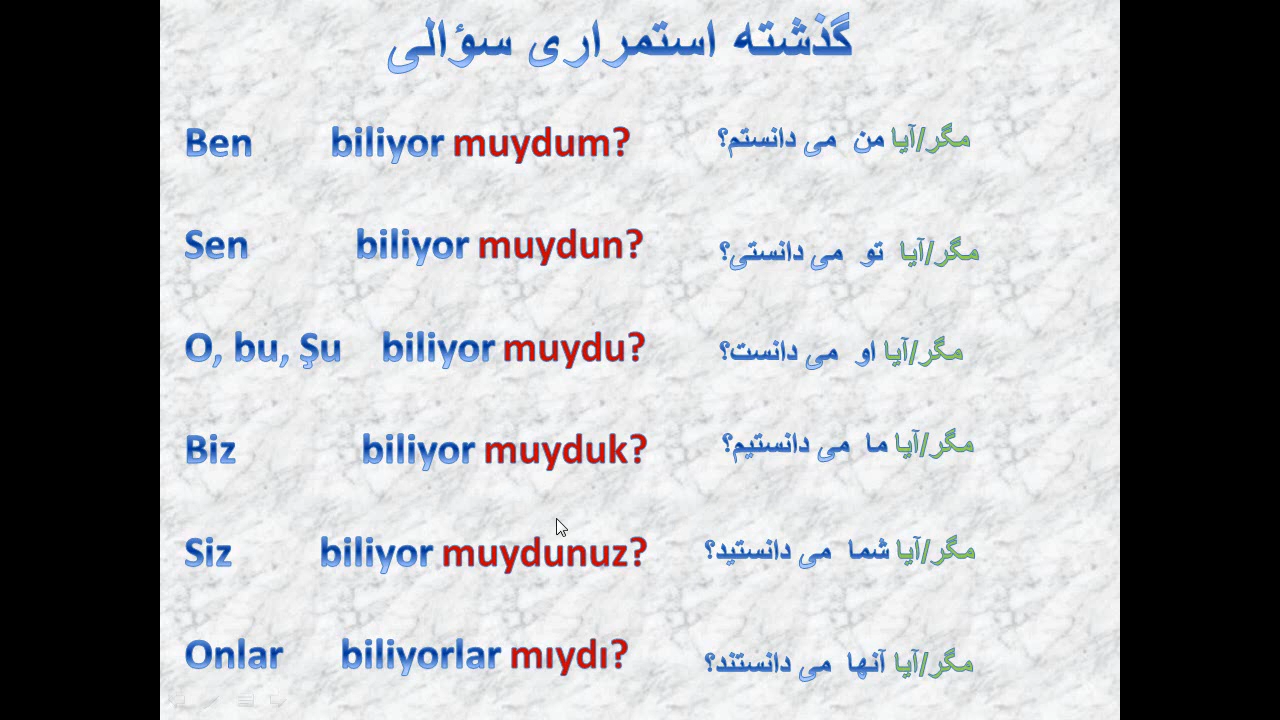 گذشته استمراری سؤالی
Ben biliyor muydum? مگر/آیا من می دانستم؟
Sen biliyor muydun? مگر/آیا تو می دانستی؟
O, bu, Şu biliyor muydu? مگر/آیا او می دانست؟
Biz biliyor muyduk? مگر/آیا ما می دانستیم؟
Siz biliyor muydunuz? مگر/آیا شما می دانستید؟
Onlar biliyorlar mıydı? مگر/آیا آنها می دانستند؟